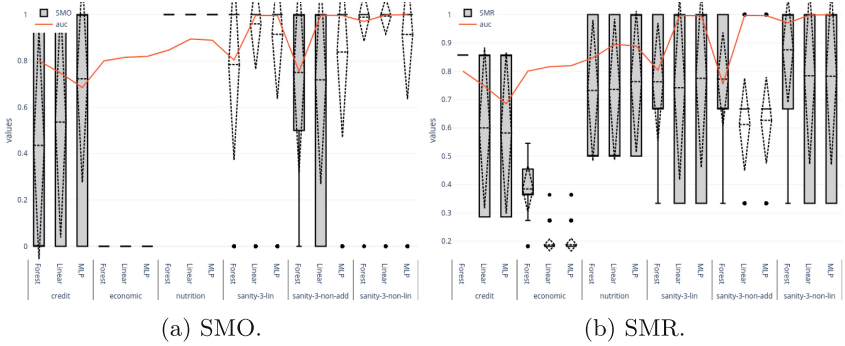 1
0.8
0.6
0.4
0.2
0
values
SMO
auc
Forest Linear MLP Forest Linear MLP Forest Linear MLP Forest Linear MLP Forest Linear MLP Forest Linear MLP
credit economic nutrition sanity-3-lin sanity-3-non-add sanity-3-non-lin
(a) SMO.
1
0.9
0.8
0.7
0.6
0.5
0.4
0.3
0.2
values
SMR
auc
Forest Linear MLP Forest Linear MLP Forest Linear MLP Forest Linear MLP Forest Linear MLP Forest Linear MLP
credit economic nutrition sanity-3-lin sanity-3-non-add sanity-3-non-lin
(b) SMR.